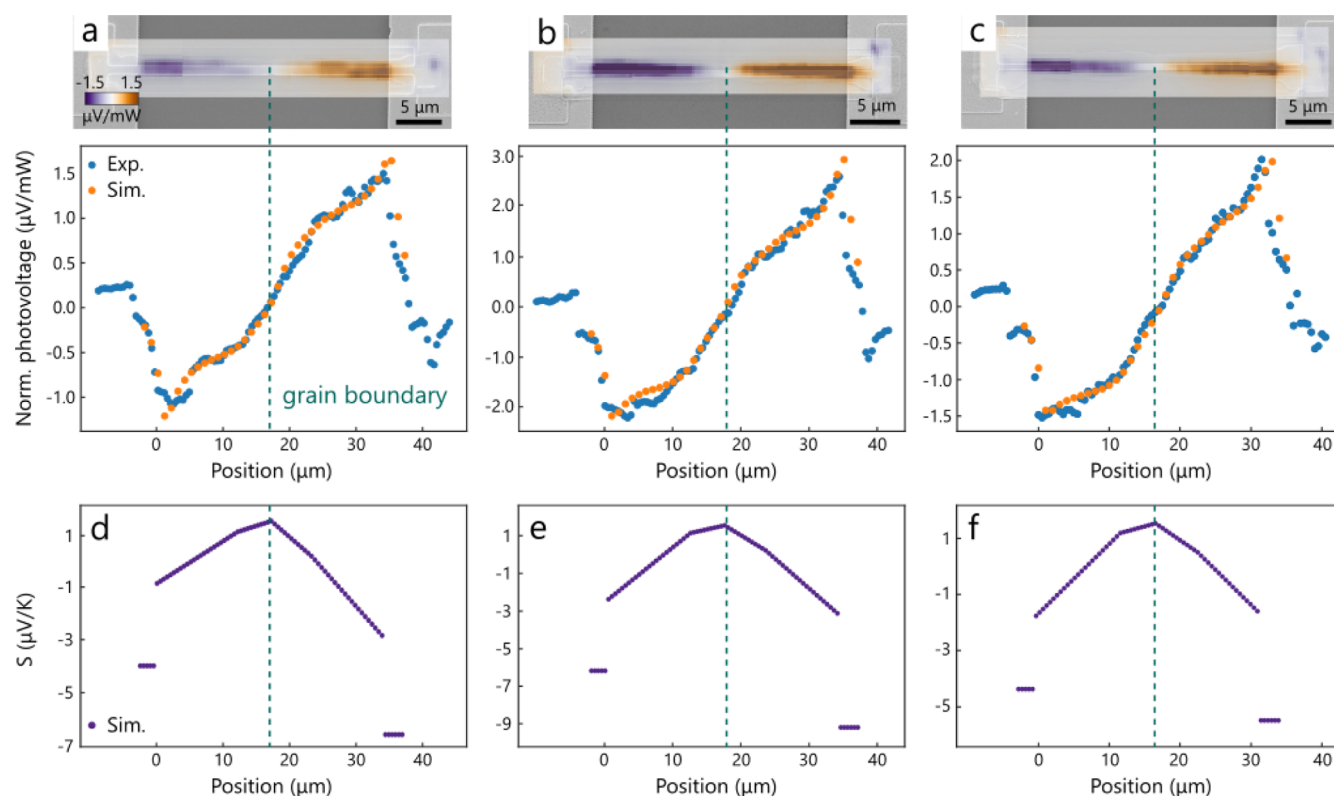 a
-1.5 1.5
µV/mW
5 µm
b
5 µm
c
5 µm
Norm. photovoltage (µV/mW)
1.5
1.0
0.5
0.0
-0.5
-1.0
Exp.
Sim.
grain boundary
0 10 20 30 40
Position (µm)
3.0
2.0
1.0
0.0
-1.0
-2.0
0 10 20 30 40
Position (µm)
2.0
1.5
1.0
0.5
0.0
-0.5
-1.0
-1.5
0 10 20 30 40
Position (µm)
S (µV/K)
d
1
-1
-3
-5
-7
Sim.
0 10 20 30 40
Position (µm)
e
1
-1
-3
-5
-7
-9
0 10 20 30 40
Position (µm)
f
1
-1
-3
-5
0 10 20 30 40
Position (µm)